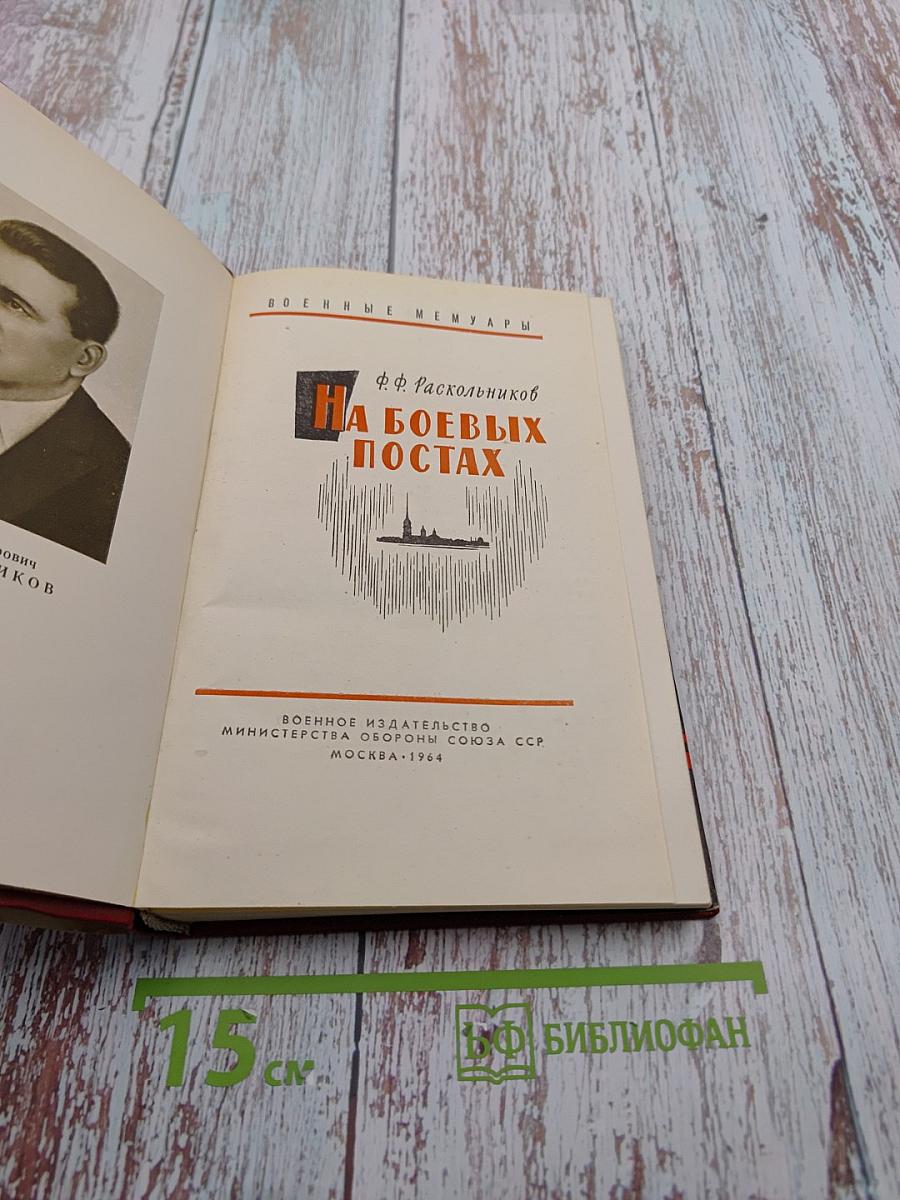 ВОЕННЫЕ МЕМУАРЫ
Ф. Ф. Раскольников
НА БОЕВЫХ
ПОСТАХ
ВОЕННОЕ ИЗДАТЕЛЬСТВО
МИНИСТЕРСТВА ОБОРОНЫ СОЮЗА ССР
МОСКВА • 1964
рович
ИКОВ
15 см
БФ БИБЛИОФАН